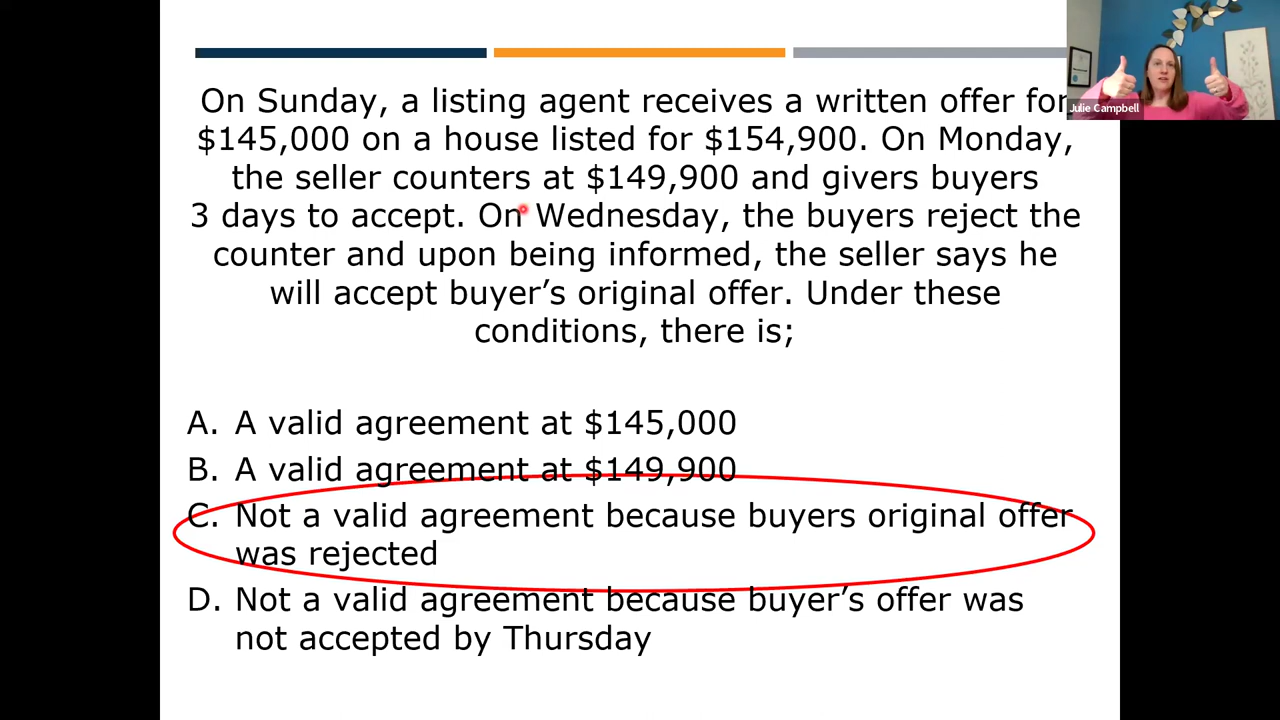 On Sunday, a listing agent receives a written offer for
$145,000 on a house listed for $154,900. On Monday,
the seller counters at $149,900 and givers buyers
3 days to accept. On Wednesday, the buyers reject the
counter and upon being informed, the seller says he
will accept buyer’s original offer. Under these
conditions, there is;
A. A valid agreement at $145,000
B. A valid agreement at $149,900
C. Not a valid agreement because buyers original offer
was rejected
D. Not a valid agreement because buyer’s offer was
not accepted by Thursday
Julie Campbell